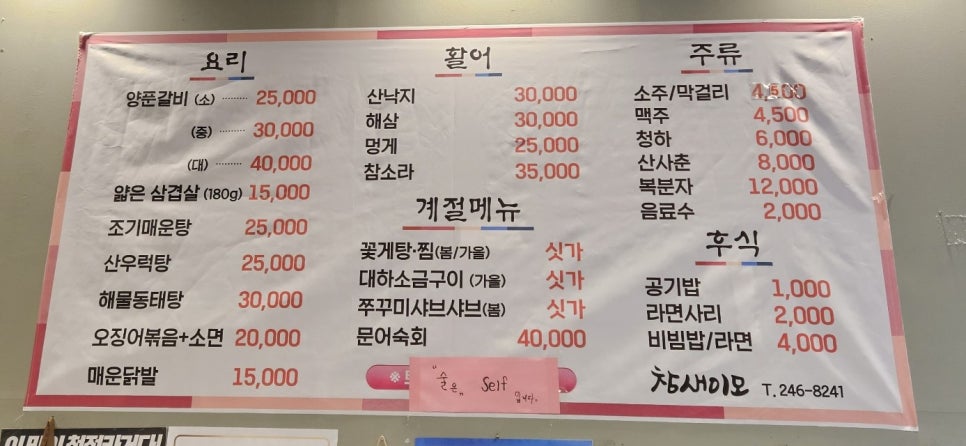 요리
양푼갈비 (소) ········· 25,000
(중) ········· 30,000
(대) ········· 40,000
얇은 삼겹살 (180g) 15,000
조기매운탕 25,000
산우럭탕 25,000
해물동태탕 30,000
오징어볶음+소면 20,000
매운닭발 15,000
활어
산낙지 30,000
해삼 30,000
멍게 25,000
참소라 35,000
계절메뉴
꽃게탕·찜(봄/가을) 싯가
대하소금구이 (가을) 싯가
쭈꾸미샤브샤브(봄) 싯가
문어숙회 40,000
"술은" Self 입니다.
주류
소주/막걸리 4,500
맥주 4,500
청하 6,000
산사춘 8,000
복분자 12,000
음료수 2,000
후식
공기밥 1,000
라면사리 2,000
비빔밥/라면 4,000
참새이모 T. 246-8241